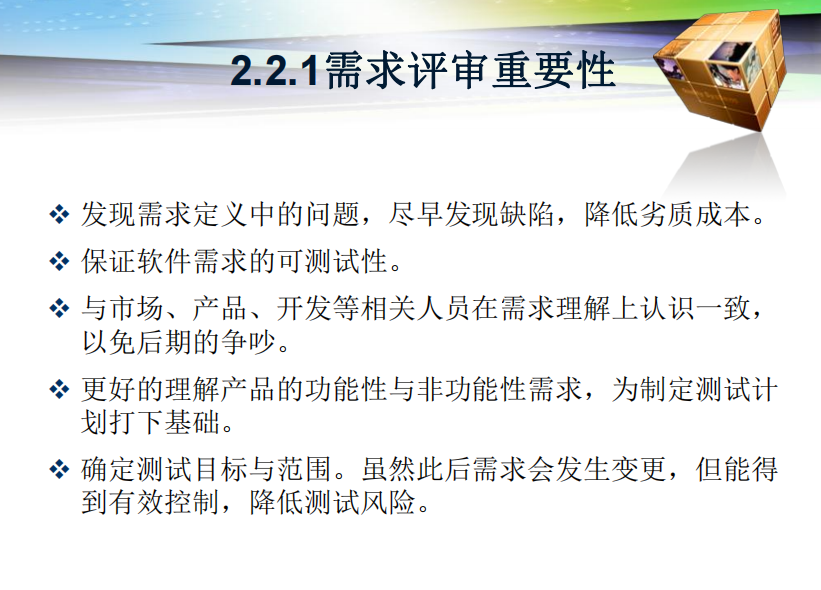 2.2.1需求评审重要性
❖ 发现需求定义中的问题，尽早发现缺陷，降低劣质成本。
❖ 保证软件需求的可测试性。
❖ 与市场、产品、开发等相关人员在需求理解上认识一致，
以免后期的争吵。
❖ 更好的理解产品的功能性与非功能性需求，为制定测试计
划打下基础。
❖ 确定测试目标与范围。虽然此后需求会发生变更，但能得
到有效控制，降低测试风险。